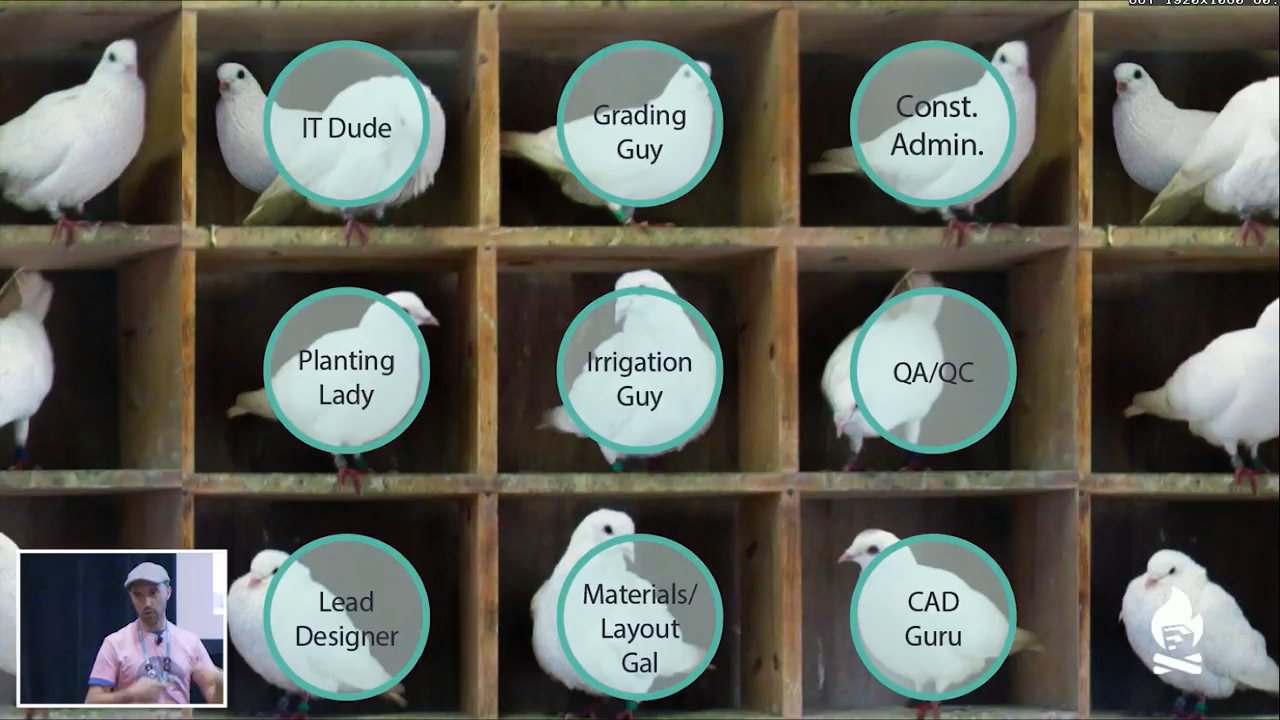 IT Dude
Grading
Guy
Const.
Admin.
Planting
Lady
Irrigation
Guy
QA/QC
Lead
Designer
Materials/
Layout
Gal
CAD
Guru